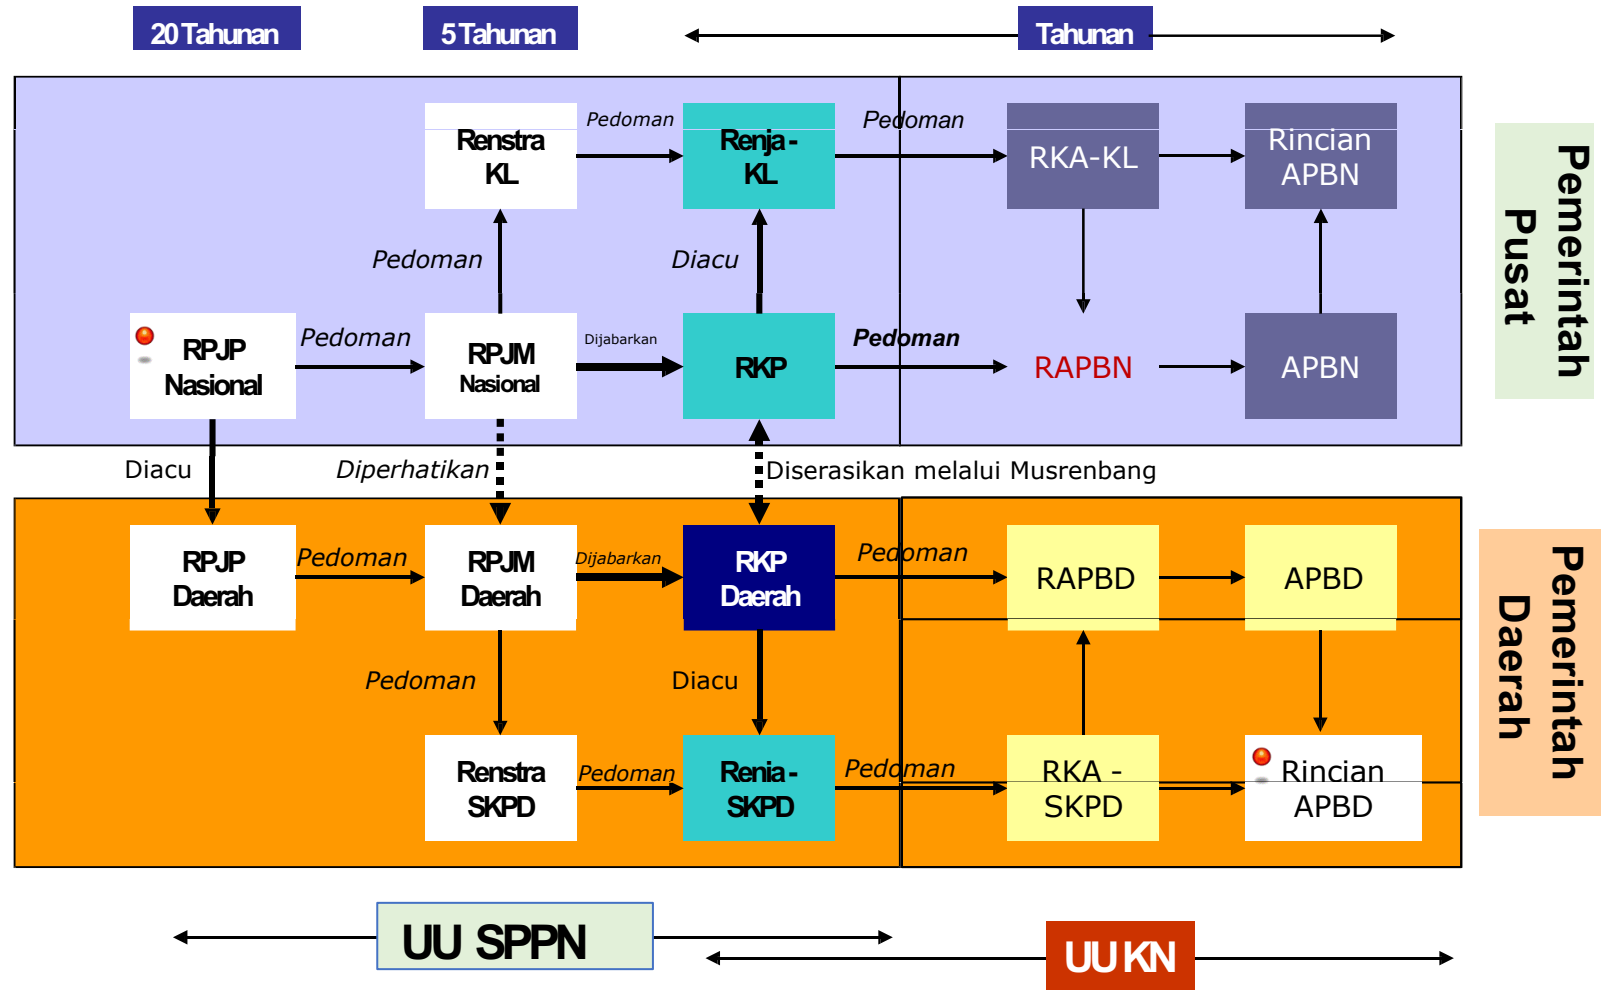 20 Tahunan
5 Tahunan
Tahunan
Renstra
KL
Pedoman
Renja -
KL
Pedoman
RKA-KL
Rincian
APBN
Pedoman
Diacu
RPJP
Nasional
Pedoman
RPJM
Nasional
Dijabarkan
RKP
Pedoman
RAPBN
APBN
Pemerintah
Pusat
Diacu
Diperhatikan
Diserasikan melalui Musrenbang
RPJP
Daerah
Pedoman
RPJM
Daerah
Dijabarkan
RKP
Daerah
Pedoman
RAPBD
APBD
Pedoman
Diacu
Renstra
SKPD
Pedoman
Renia -
SKPD
Pedoman
RKA -
SKPD
Rincian
APBD
Pemerintah
Daerah
UU SPPN
UU KN